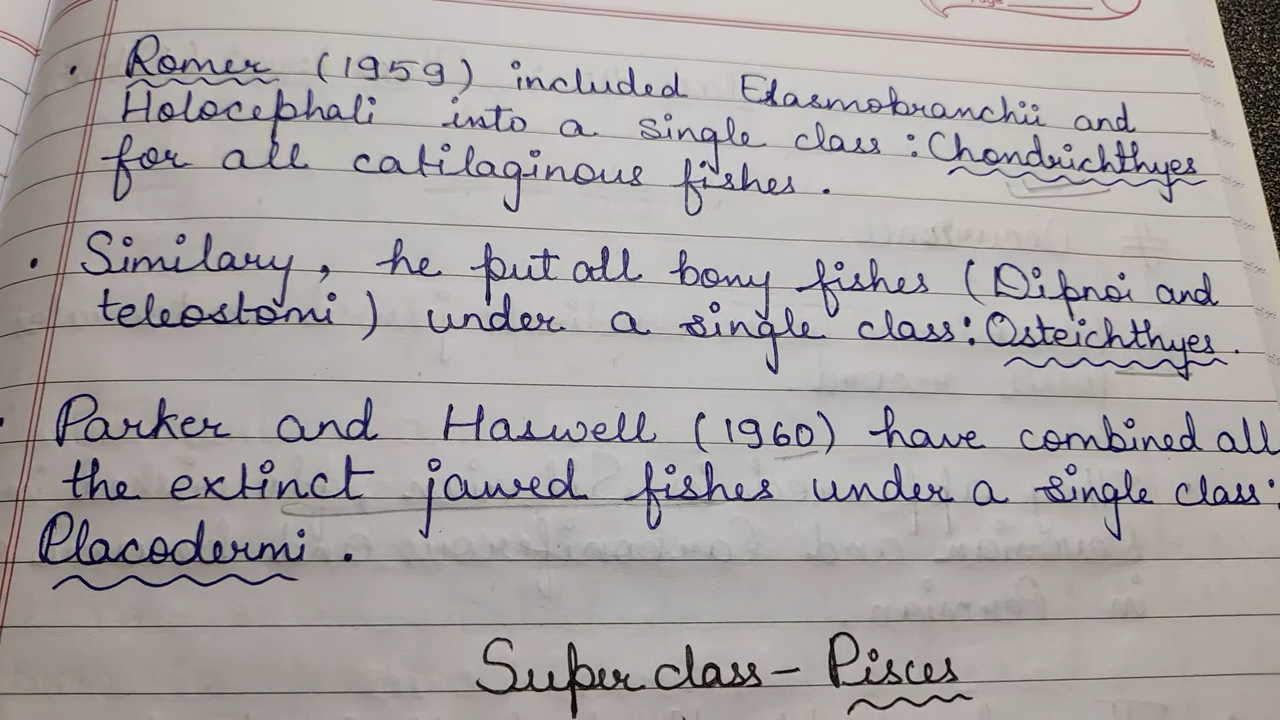 • Romer (1959) included Elasmobranchii and
Holocephali into a single class : Chondrichthyes
for all catilaginous fishes.
• Similary, he put all bony fishes (Dipnoi and
teleostomi) under a single class: Osteichthyes.
• Parker and Haswell (1960) have combined all
the extinct jawed fishes under a single class:
Placodermi.
Super class - Pisces